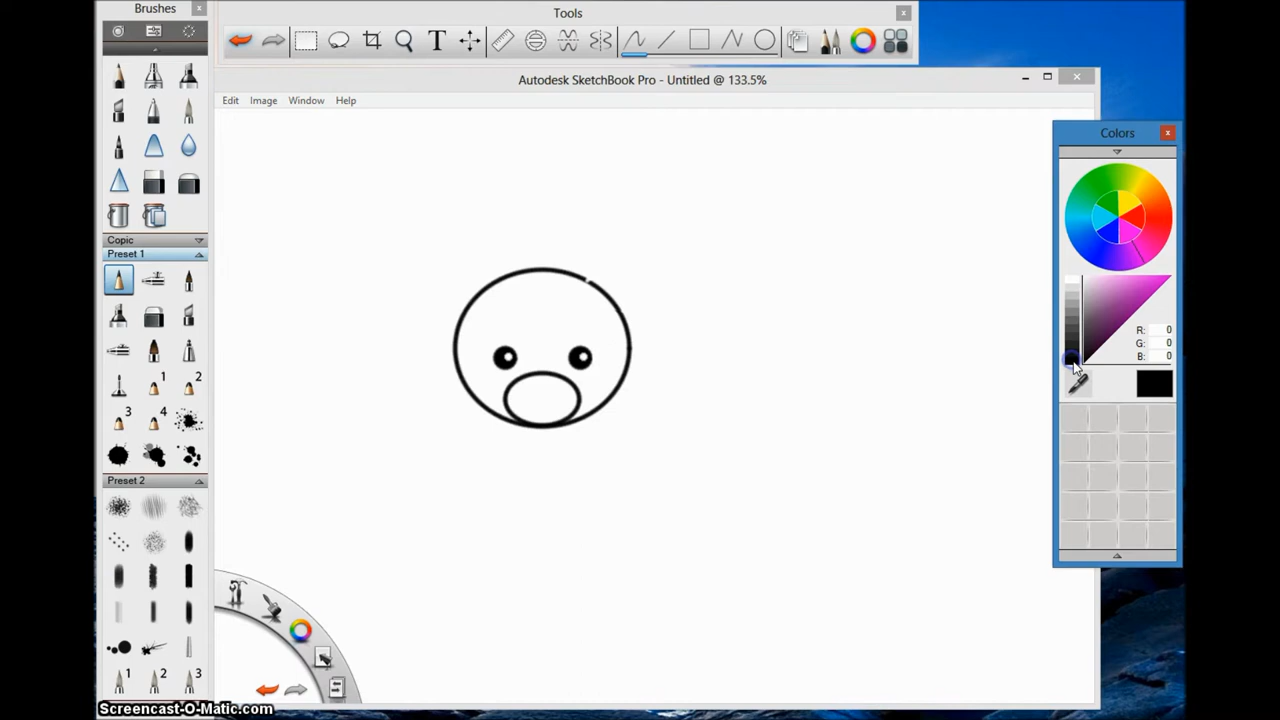 Brushes
Tools
T
Autodesk SketchBook Pro - Untitled @ 133.5%
Edit Image Window Help
Colors
R: 0
G: 0
B: 0
Copic
Preset 1
1 2
3 4
Preset 2
1 2 3
Screencast-O-Matic.com